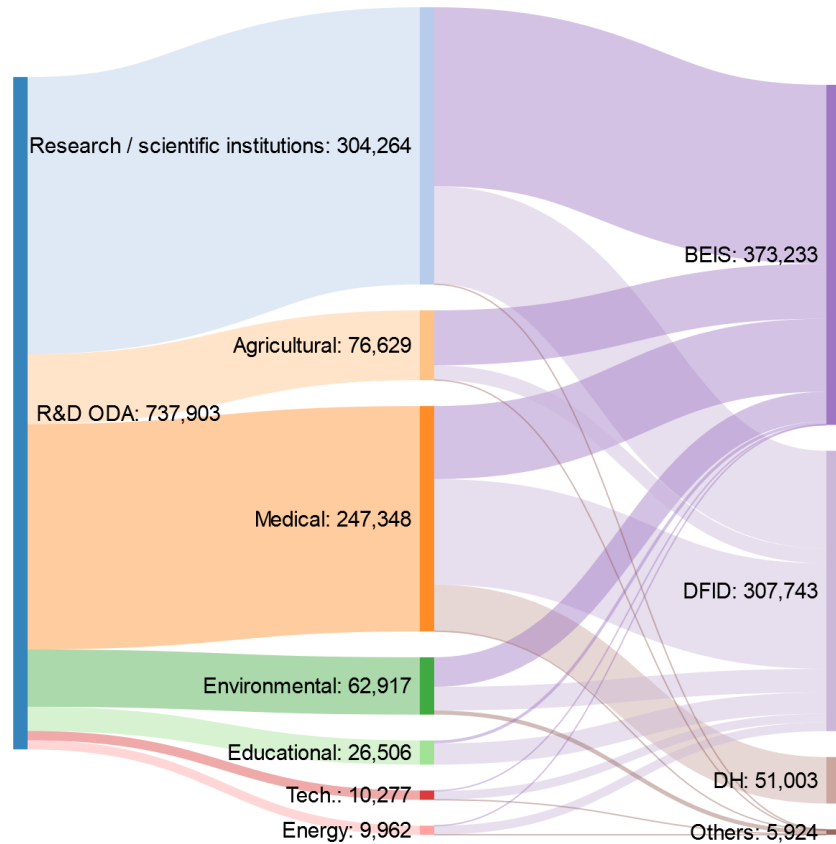 Research / scientific institutions: 304,264
BEIS: 373,233
Agricultural: 76,629
R&D ODA: 737,903
Medical: 247,348
DFID: 307,743
Environmental: 62,917
Educational: 26,506
DH: 51,003
Tech.: 10,277
Energy: 9,962
Others: 5,924